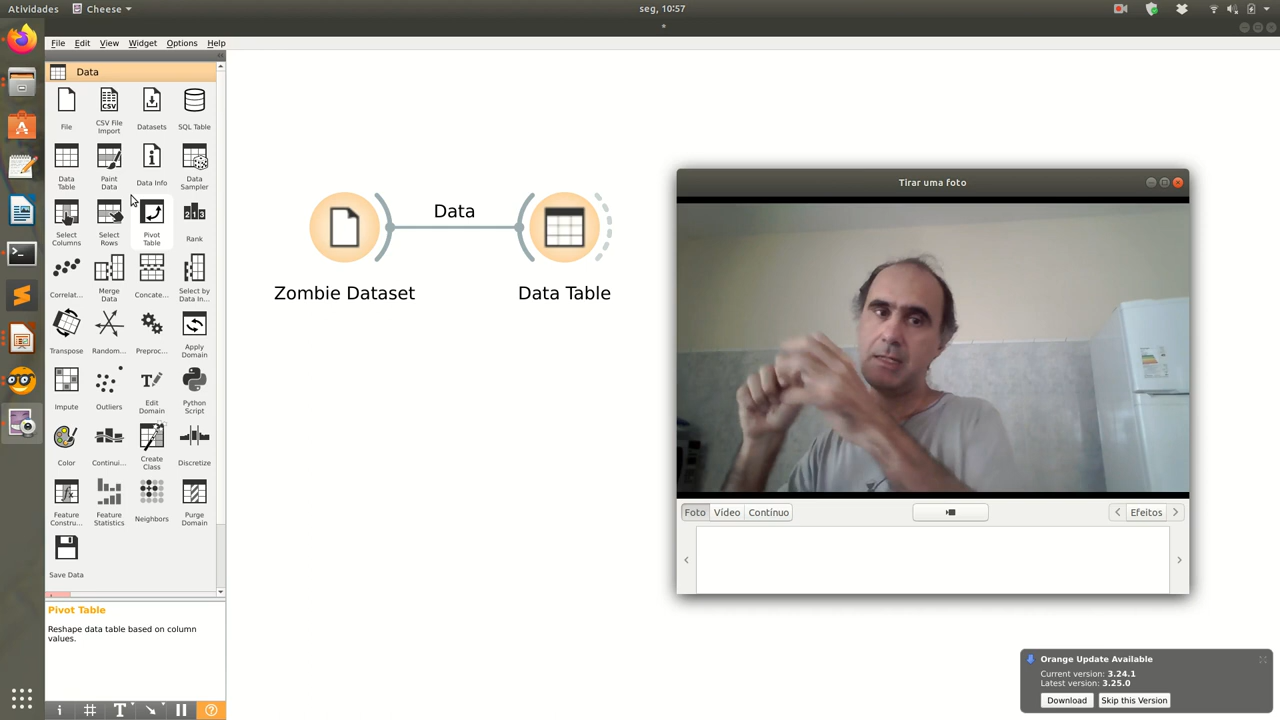 Atividades
Cheese
seg, 10:57
File Edit View Widget Options Help
Data
File
CSV File
Import
Datasets
SQL Table
Data
Table
Paint
Data
Data Info
Data
Sampler
Select
Columns
Select
Rows
Pivot
Table
Rank
Correlat...
Merge
Data
Concate...
Select by
Data In...
Transpose
Random...
Preproc...
Apply
Domain
Impute
Outliers
Edit
Domain
Python
Script
Color
Continui...
Create
Class
Discretize
Feature
Constru...
Feature
Statistics
Neighbors
Purge
Domain
Save Data
Pivot Table
Reshape data table based on column
values.
Data
Zombie Dataset
Data Table
Tirar uma foto
Foto
Vídeo
Contínuo
Efeitos
Orange Update Available
Current version: 3.24.1
Latest version: 3.25.0
Download
Skip this Version